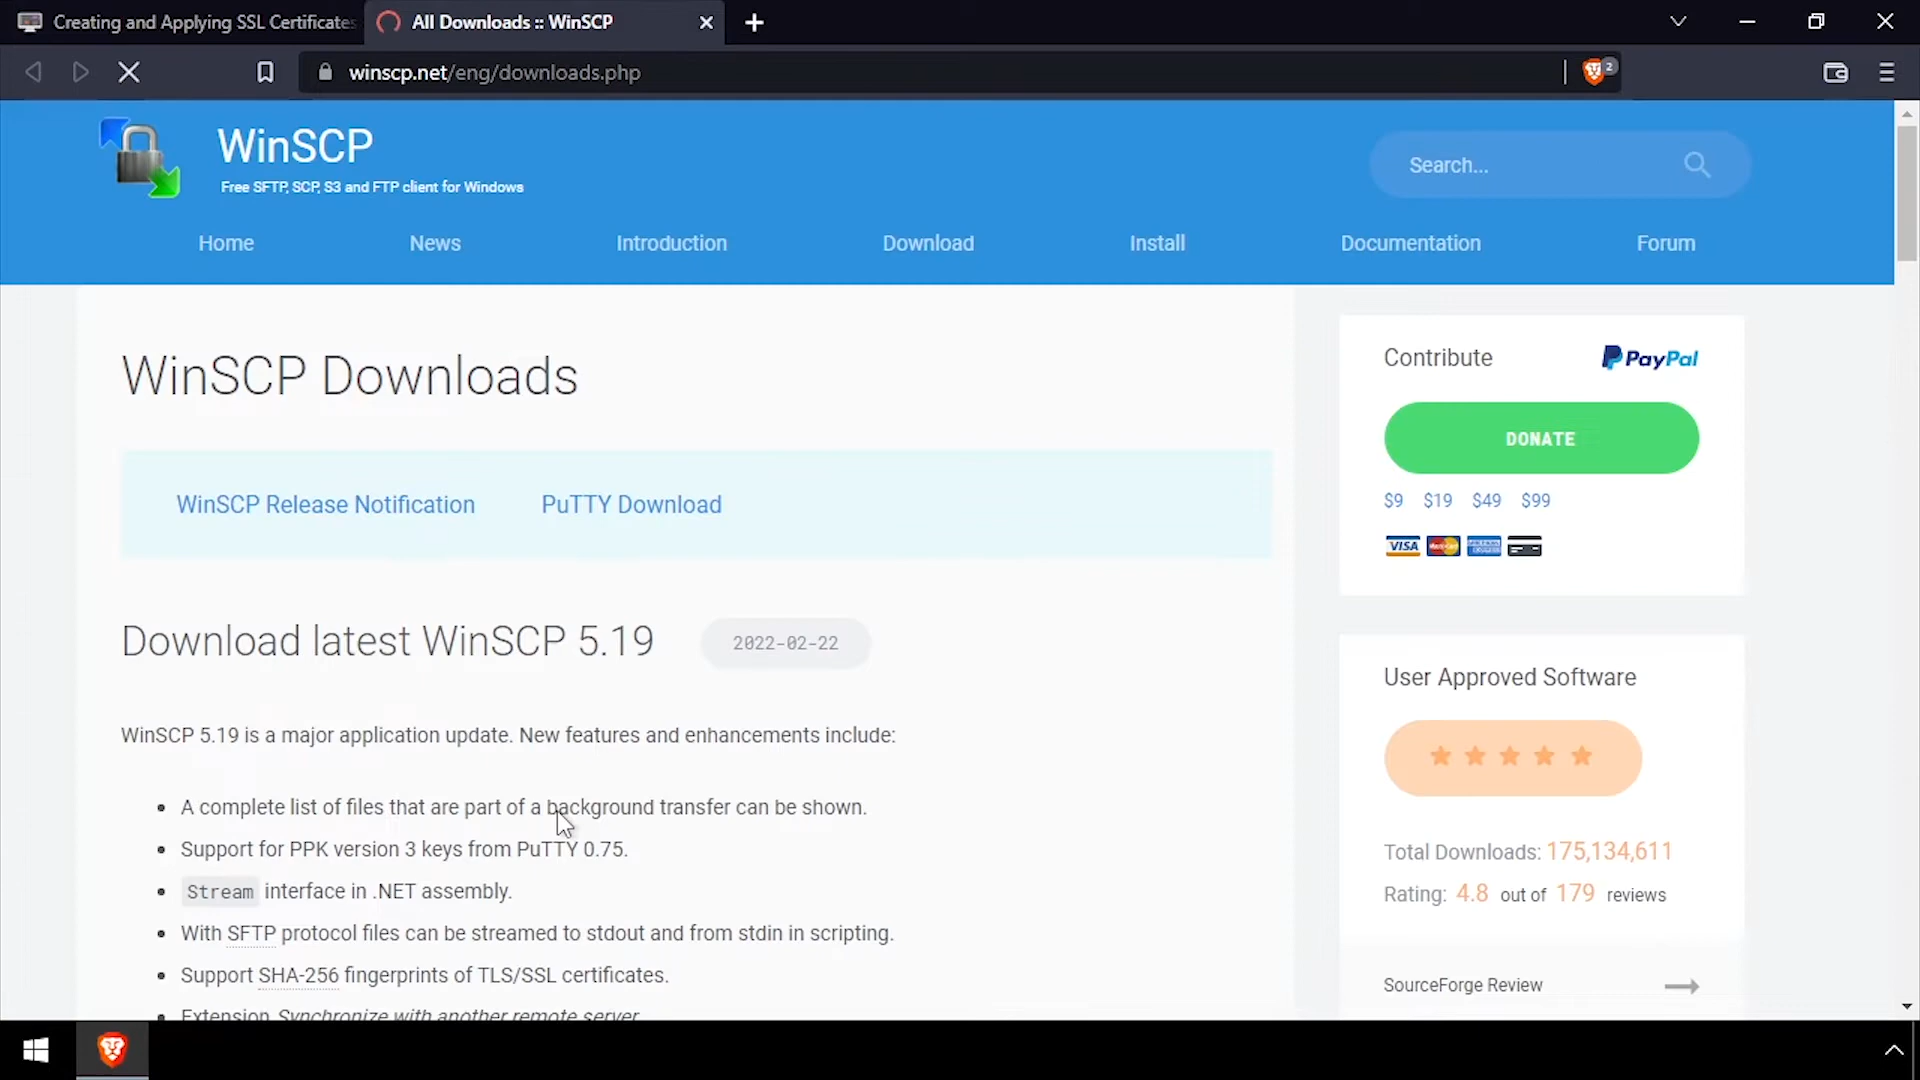 Creating and Applying SSL Certificates
All Downloads :: WinSCP
winscp.net/eng/downloads.php
2
WinSCP
Free SFTP, SCP, S3 and FTP client for Windows
Search...
Home News Introduction Download Install Documentation Forum
WinSCP Downloads
WinSCP Release Notification PuTTY Download
Download latest WinSCP 5.19 2022-02-22
WinSCP 5.19 is a major application update. New features and enhancements include:
A complete list of files that are part of a background transfer can be shown.
Support for PPK version 3 keys from PuTTY 0.75.
Stream interface in .NET assembly.
With SFTP protocol files can be streamed to stdout and from stdin in scripting.
Support SHA-256 fingerprints of TLS/SSL certificates.
Extension Synchronize with another remote server
Contribute PayPal
DONATE
$9 $19 $49 $99
VISA
User Approved Software
Total Downloads: 175,134,611
Rating: 4.8 out of 179 reviews
SourceForge Review